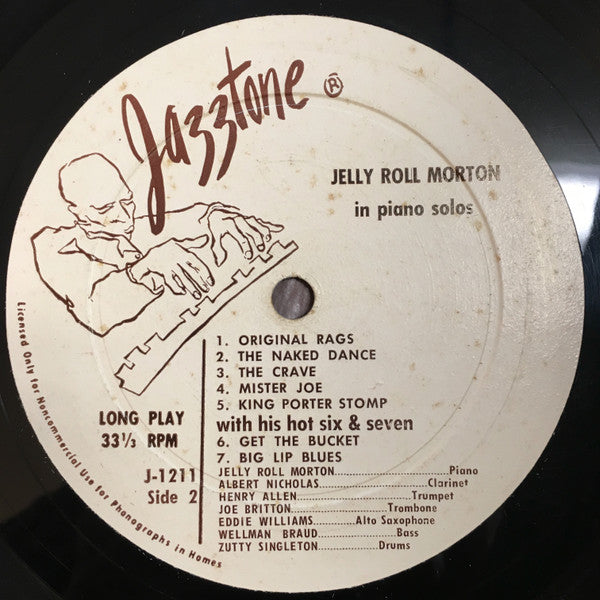 Jazztone ®
JELLY ROLL MORTON
in piano solos
1. ORIGINAL RAGS
2. THE NAKED DANCE
3. THE CRAVE
4. MISTER JOE
5. KING PORTER STOMP
with his hot six & seven
6. GET THE BUCKET
7. BIG LIP BLUES
LONG PLAY
33⅓ RPM
J-1211
Side 2
JELLY ROLL MORTON....................Piano
ALBERT NICHOLAS....................Clarinet
HENRY ALLEN....................Trumpet
JOE BRITTON....................Trombone
EDDIE WILLIAMS..........Alto Saxophone
WELLMAN BRAUD....................Bass
ZUTTY SINGLETON..............Drums
Licensed Only for Noncommercial Use for Phonographs in Homes